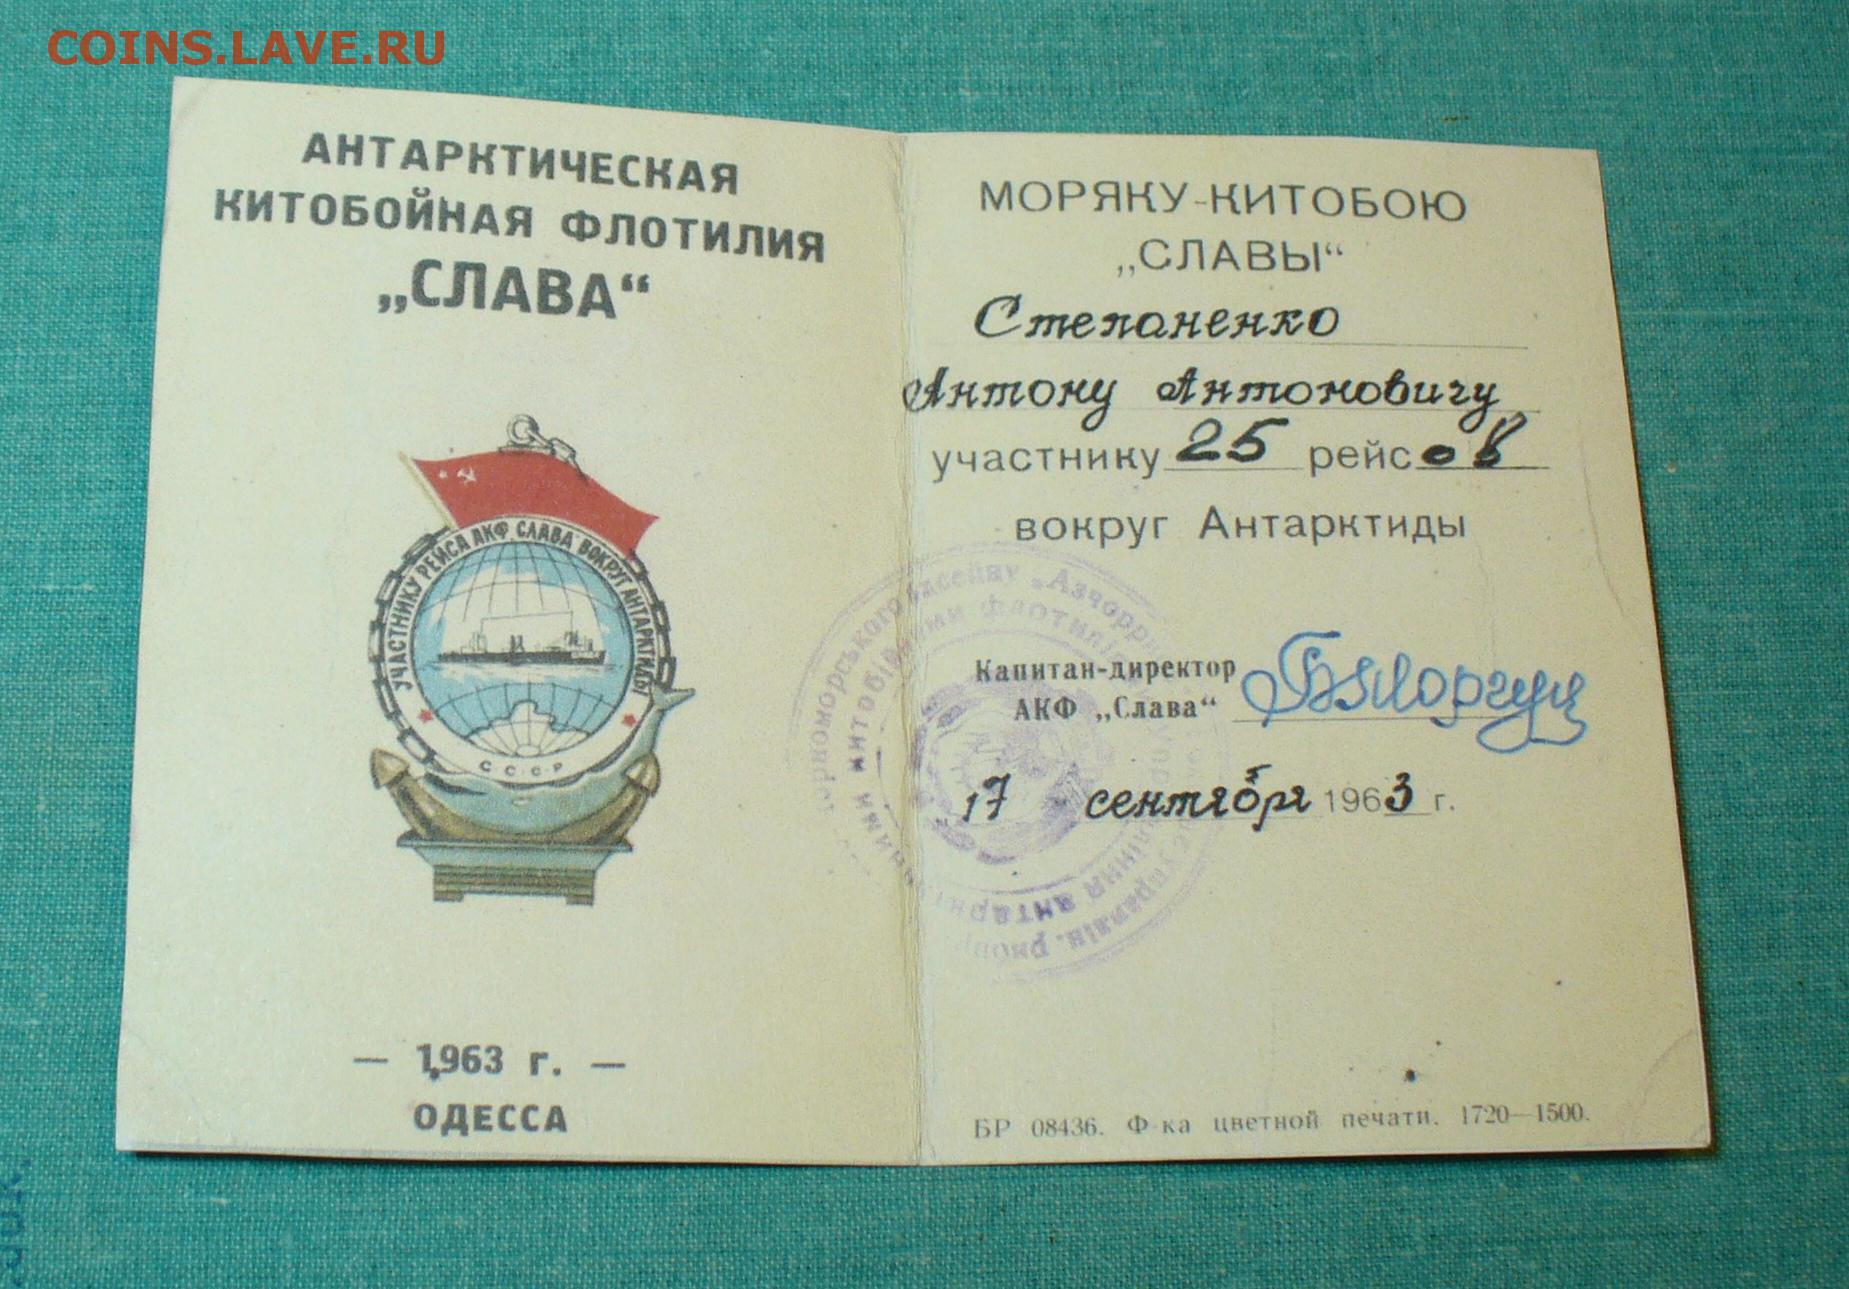 COINS.LAVE.RU
АНТАРКТИЧЕСКАЯ
КИТОБОЙНАЯ ФЛОТИЛИЯ
„СЛАВА“
УЧАСТНИКУ РЕЙСА АКФ „СЛАВА“ ВОКРУГ АНТАРКТИДЫ
С·С·С·Р
— 1963 г. —
ОДЕССА
МОРЯКУ-КИТОБОЮ
„СЛАВЫ“
Степаненко
Антону Антоновичу
участнику 25 рейсов
вокруг Антарктиды
Капитан-директор
АКФ „Слава“
17 сентября 1963 г.
БР 08436. Ф-ка цветной печати. 1720—1500.